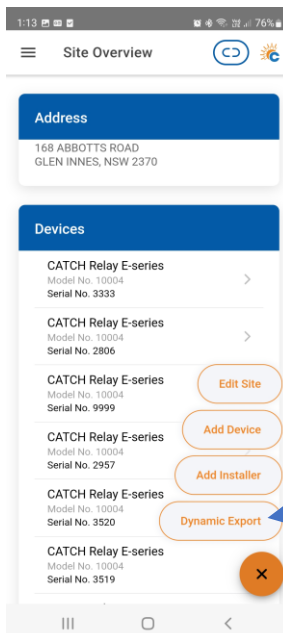 1:13 76%
Site Overview
Address
168 ABBOTTS ROAD
GLEN INNES, NSW 2370
Devices
CATCH Relay E-series
Model No. 10004
Serial No. 3333
CATCH Relay E-series
Model No. 10004
Serial No. 2806
CATCH Relay E-series
Model No. 10004
Serial No. 9999
Edit Site
CATCH Relay E-series
Model No. 10004
Serial No. 2957
Add Device
Add Installer
CATCH Relay E-series
Model No. 10004
Serial No. 3520
Dynamic Export
CATCH Relay E-series
Model No. 10004
Serial No. 3519